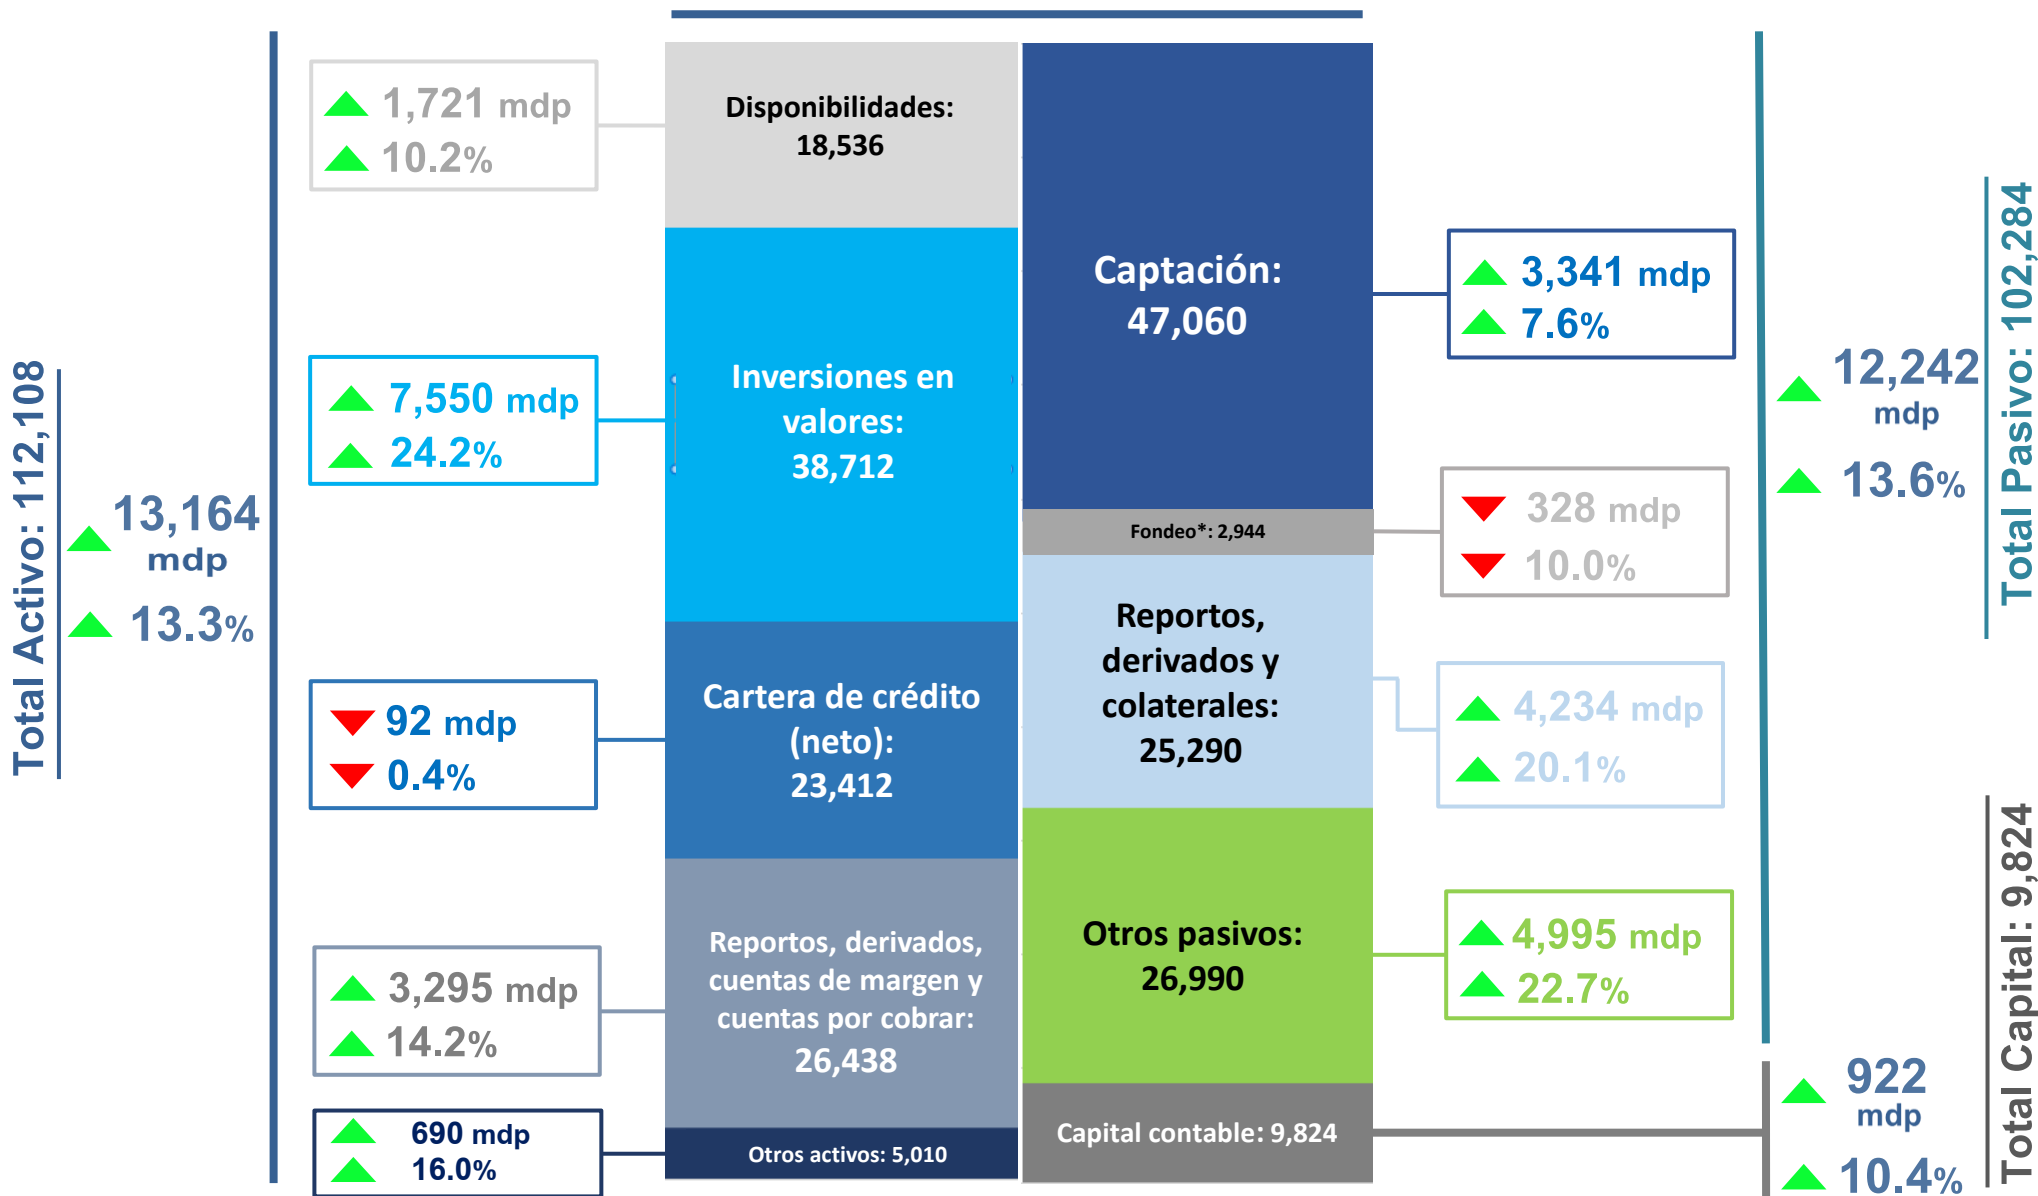 Total Activo: 112,108
13,164
mdp
13.3%
1,721 mdp
10.2%
7,550 mdp
24.2%
92 mdp
0.4%
3,295 mdp
14.2%
690 mdp
16.0%
Disponibilidades:
18,536
Inversiones en
valores:
38,712
Cartera de crédito
(neto):
23,412
Reportos, derivados,
cuentas de margen y
cuentas por cobrar:
26,438
Otros activos: 5,010
Captación:
47,060
Fondeo*: 2,944
Reportos,
derivados y
colaterales:
25,290
Otros pasivos:
26,990
Capital contable: 9,824
3,341 mdp
7.6%
328 mdp
10.0%
4,234 mdp
20.1%
4,995 mdp
22.7%
12,242
mdp
13.6%
Total Pasivo: 102,284
922
mdp
10.4%
Total Capital: 9,824